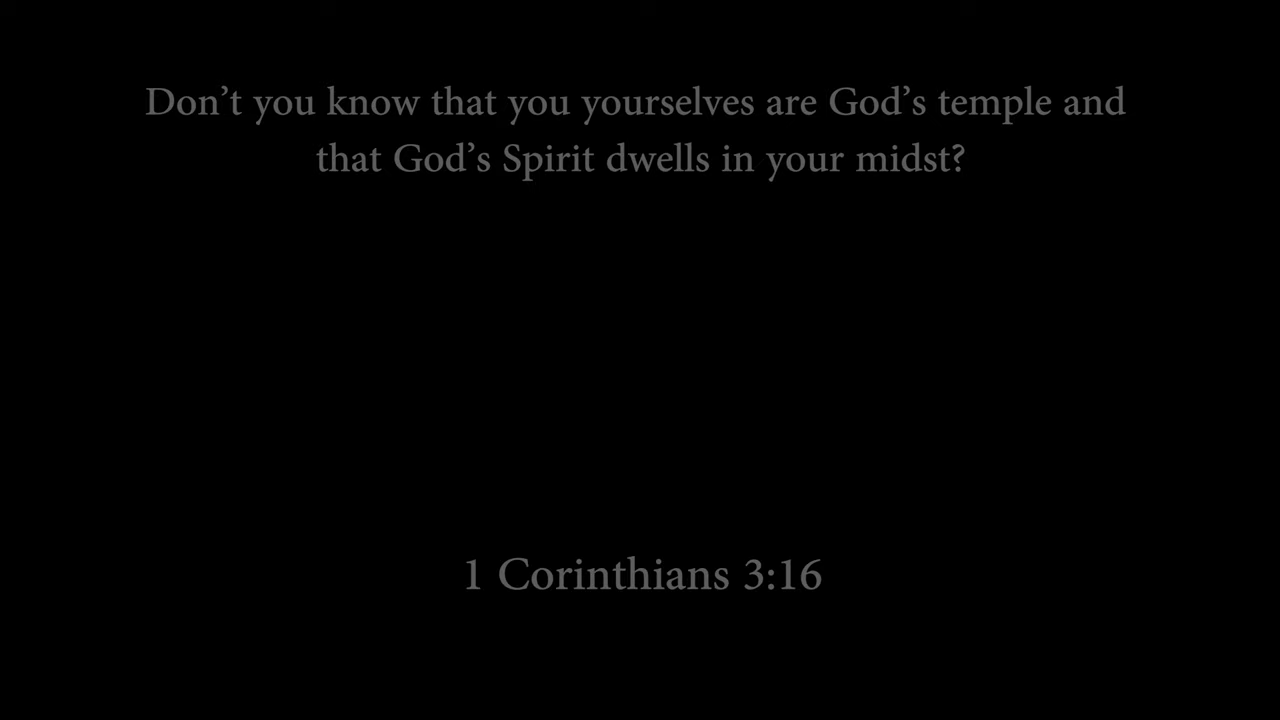 Don’t you know that you yourselves are God’s temple and
that God’s Spirit dwells in your midst?
1 Corinthians 3:16